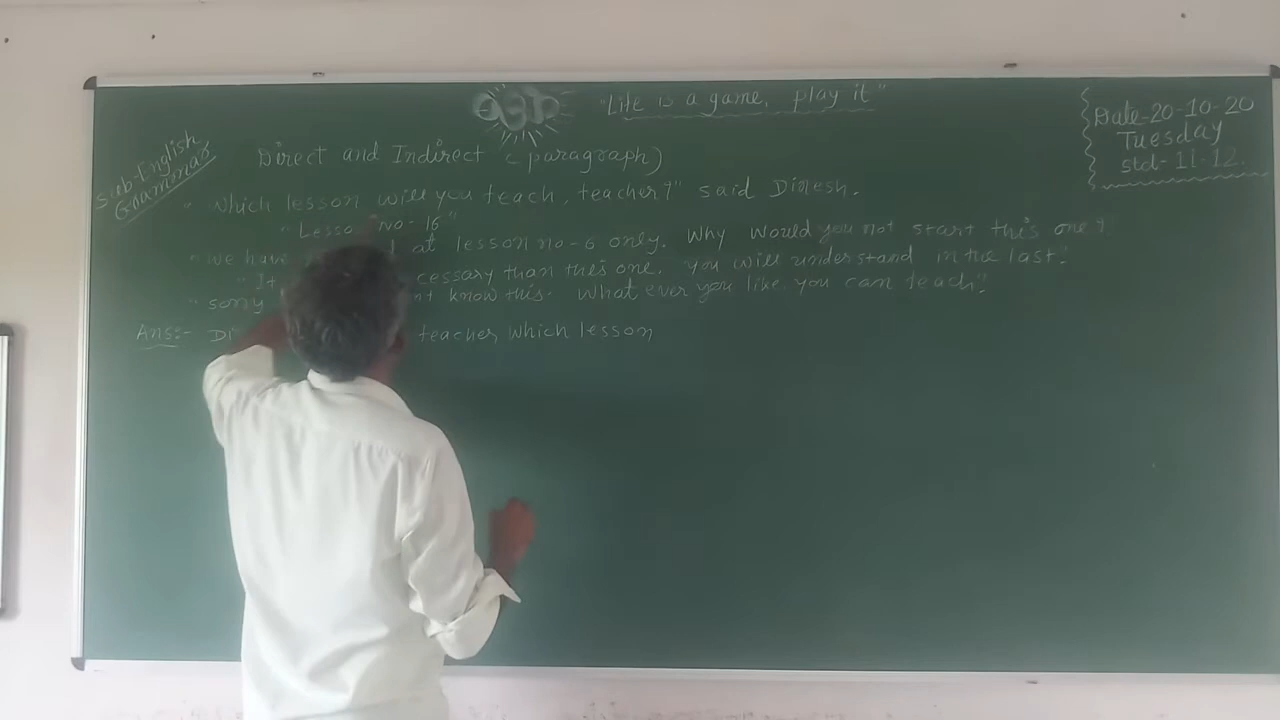 "Life is a game, play it"
Date-20-10-20
Tuesday
Std-11-12.
Sub-English
Grammar
Direct and Indirect (paragraph)
"Which lesson will you teach, teacher?" said Dinesh.
"Lesson no-16"
"We have at lesson no-6 only. Why would you not start this one?
"It cessary than this one. You will understand in the last."
"Sorry know this. What ever you like, you can teach."
Ans:- teacher which lesson